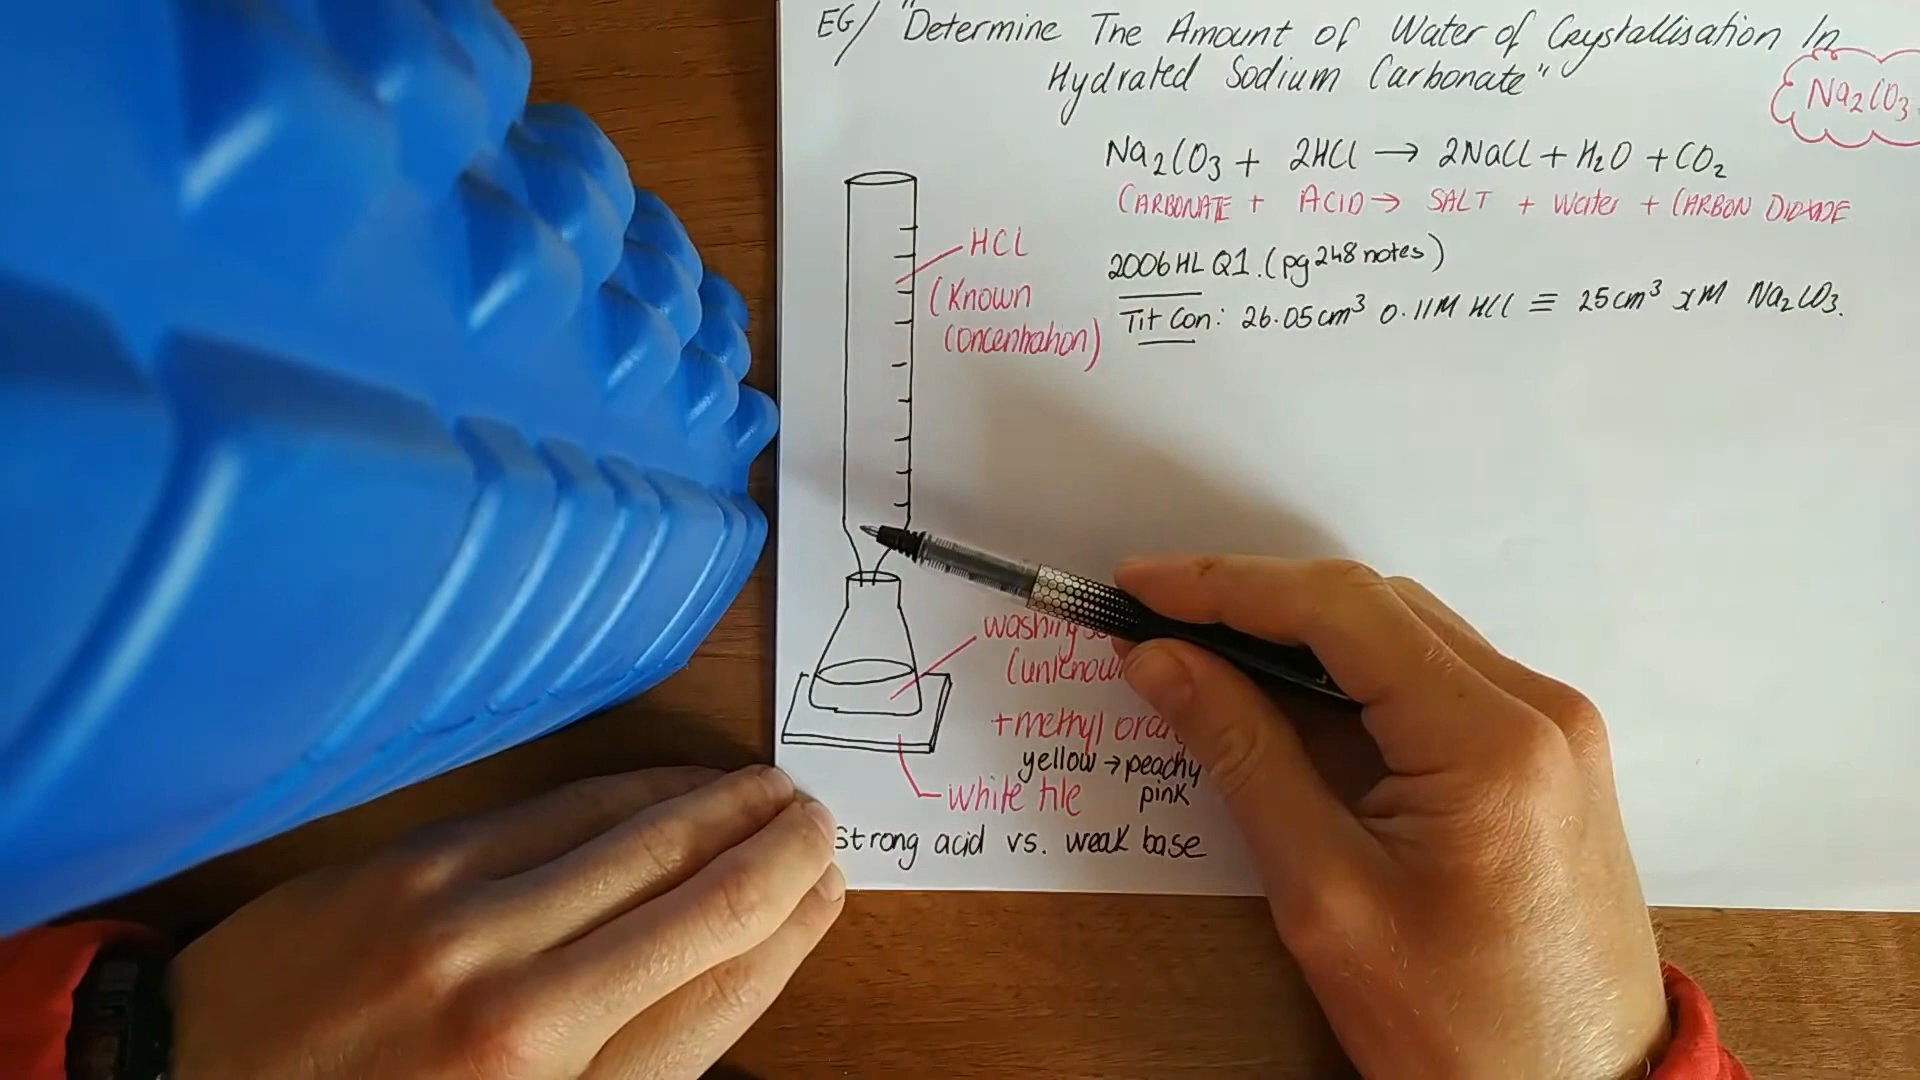 EG/ "Determine The Amount of Water of Crystallisation In
Hydrated Sodium Carbonate"
Na2CO3
Na2CO3 + 2HCl → 2NaCl + H2O + CO2
CARBONATE + ACID → SALT + Water + CARBON DIOXIDE
2006 HL Q1. (pg 248 notes)
Tit Con: 26.05cm³ 0.11M HCl ≡ 25cm³ xM Na2CO3.
HCl
(Known
Concentration)
washing
(unknow
+methyl oran
yellow → peachy
pink
white tile
Strong acid vs. weak base